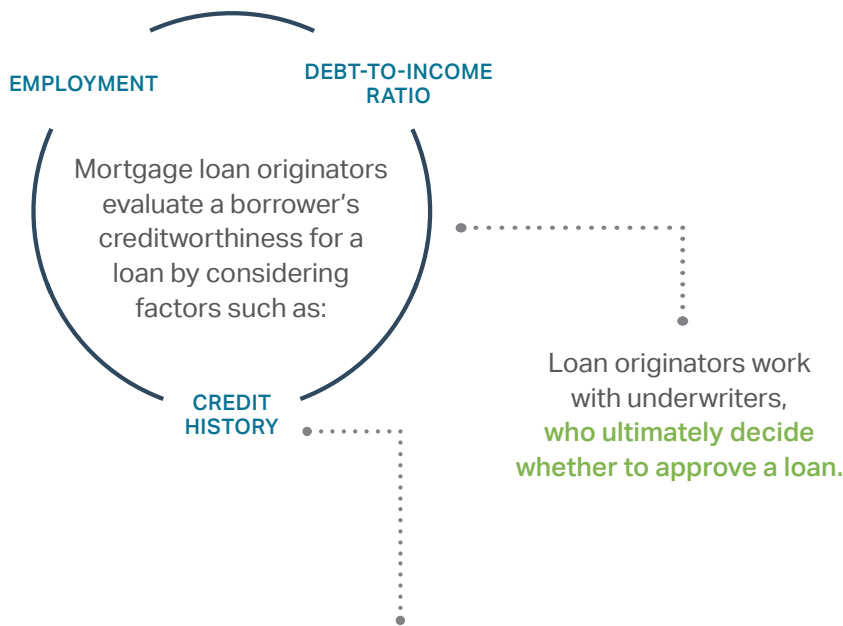 EMPLOYMENT
DEBT-TO-INCOME
RATIO
Mortgage loan originators
evaluate a borrower's
creditworthiness for a
loan by considering
factors such as:
CREDIT
HISTORY
Loan originators work
with underwriters,
who ultimately decide
whether to approve a loan.